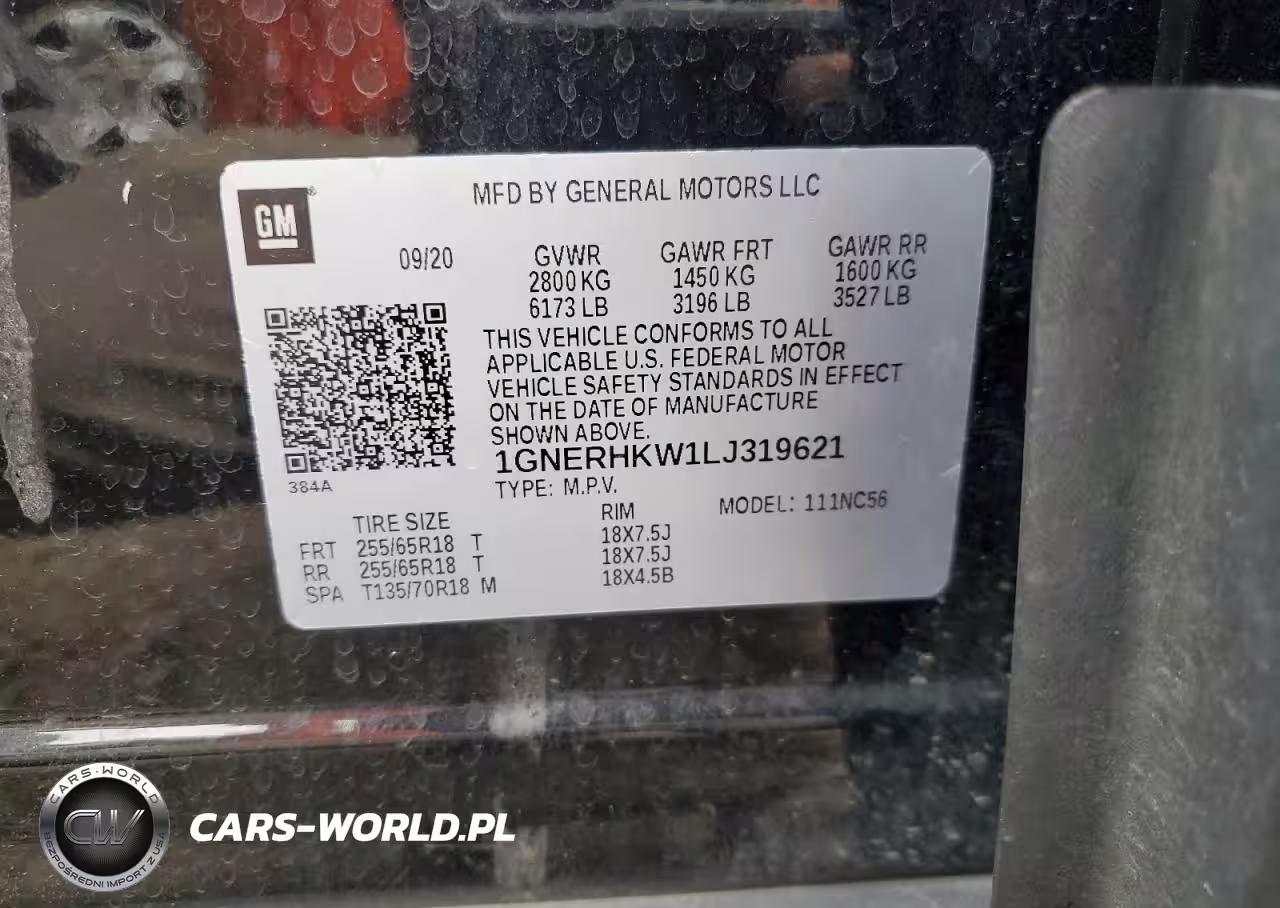 MFD BY GENERAL MOTORS LLC
GM®
09/20
GVWR GAWR FRT GAWR RR
2800 KG 1450 KG 1600 KG
6173 LB 3196 LB 3527 LB
THIS VEHICLE CONFORMS TO ALL
APPLICABLE U.S. FEDERAL MOTOR
VEHICLE SAFETY STANDARDS IN EFFECT
ON THE DATE OF MANUFACTURE
SHOWN ABOVE.
1GNERHKW1LJ319621
384A
TYPE: M.P.V.
MODEL: 111NC56
TIRE SIZE RIM
FRT 255/65R18 T 18X7.5J
RR 255/65R18 T 18X7.5J
SPA T135/70R18 M 18X4.5B
CARS-WORLD
CW
BEZPOŚREDNI IMPORT Z USA
CARS-WORLD.PL